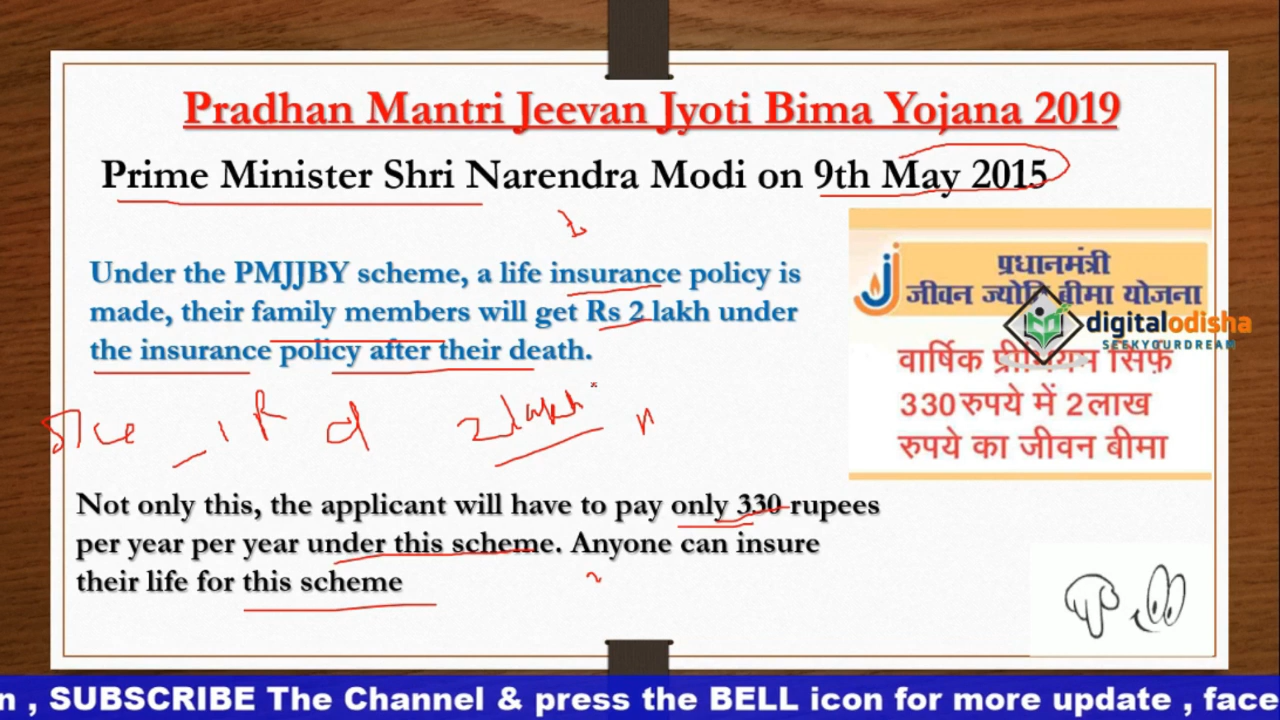 Pradhan Mantri Jeevan Jyoti Bima Yojana 2019
Prime Minister Shri Narendra Modi on 9th May 2015
Under the PMJJBY scheme, a life insurance policy is
made, their family members will get Rs 2 lakh under
the insurance policy after their death.
2 lakh
Not only this, the applicant will have to pay only 330 rupees
per year per year under this scheme. Anyone can insure
their life for this scheme
प्रधानमंत्री
जीवन ज्योति बीमा योजना
digitalodisha
SEEKYOURDREAM
वार्षिक प्रीमियम सिर्फ़
330 रुपये में 2 लाख
रुपये का जीवन बीमा
n , SUBSCRIBE The Channel & press the BELL icon for more update , face